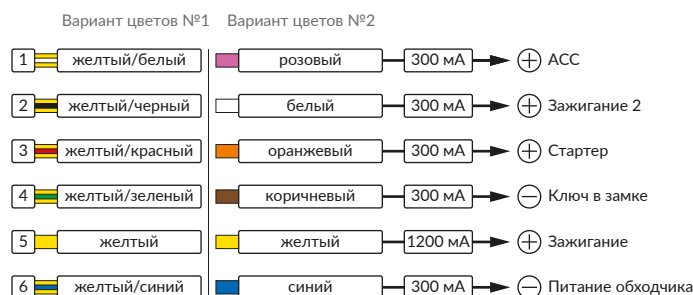 Вариант цветов №1 Вариант цветов №2
1 желтый/белый розовый 300 мА + АСС
2 желтый/черный белый 300 мА + Зажигание 2
3 желтый/красный оранжевый 300 мА + Стартер
4 желтый/зеленый коричневый 300 мА − Ключ в замке
5 желтый желтый 1200 мА + Зажигание
6 желтый/синий синий 300 мА − Питание обходчика